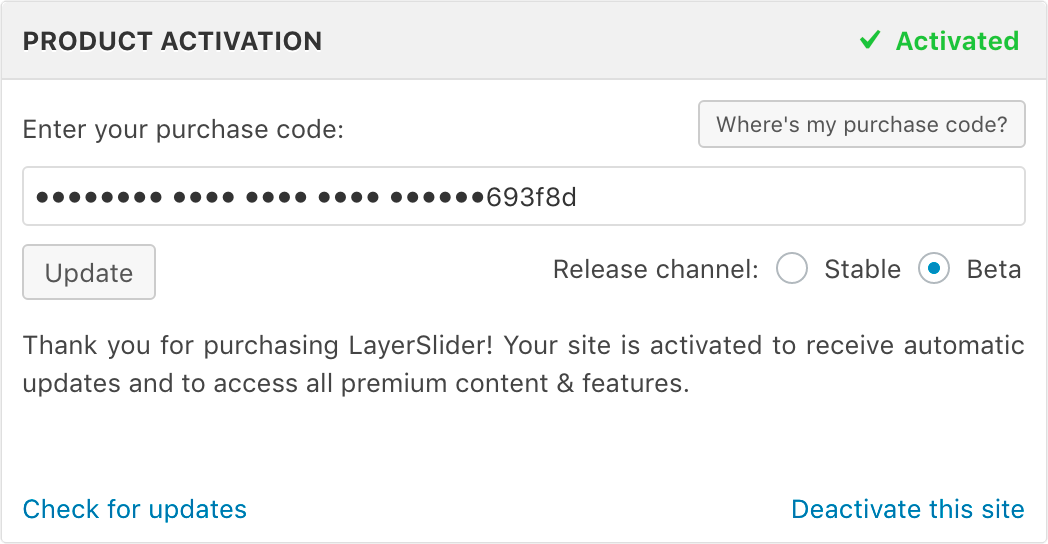 PRODUCT ACTIVATION
✔ Activated
Enter your purchase code:
Where's my purchase code?
●●●●●●●● ●●●● ●●●● ●●●● ●●●●●●693f8d
Update
Release channel: Stable Beta
Thank you for purchasing LayerSlider! Your site is activated to receive automatic
updates and to access all premium content & features.
Check for updates
Deactivate this site